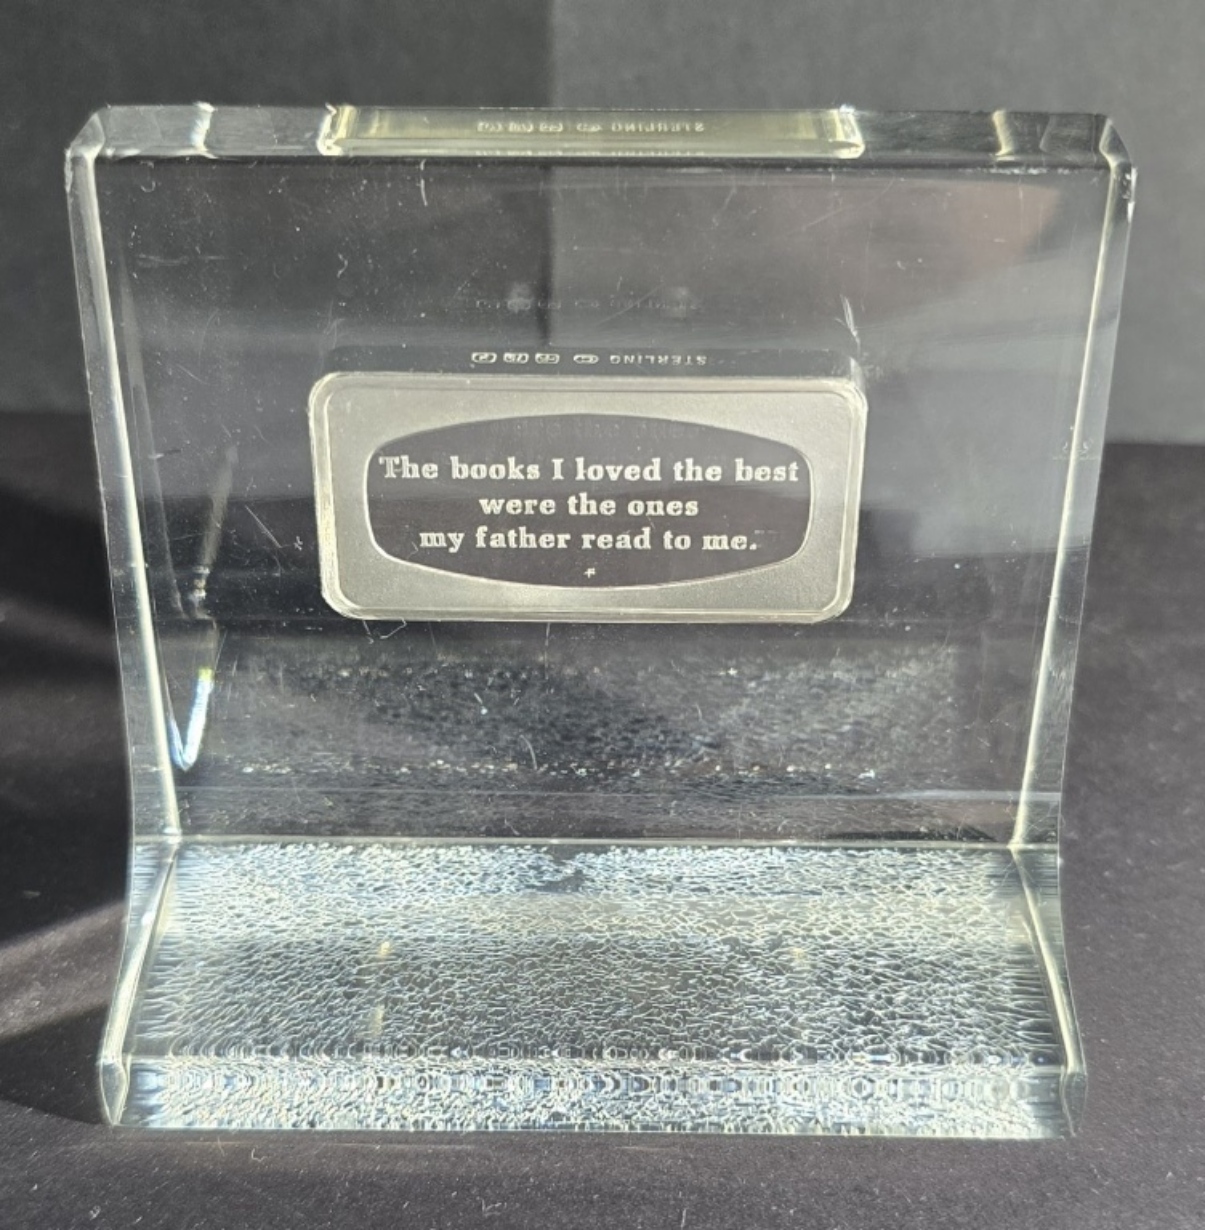 STERLING
The books I loved the best
were the ones
my father read to me.